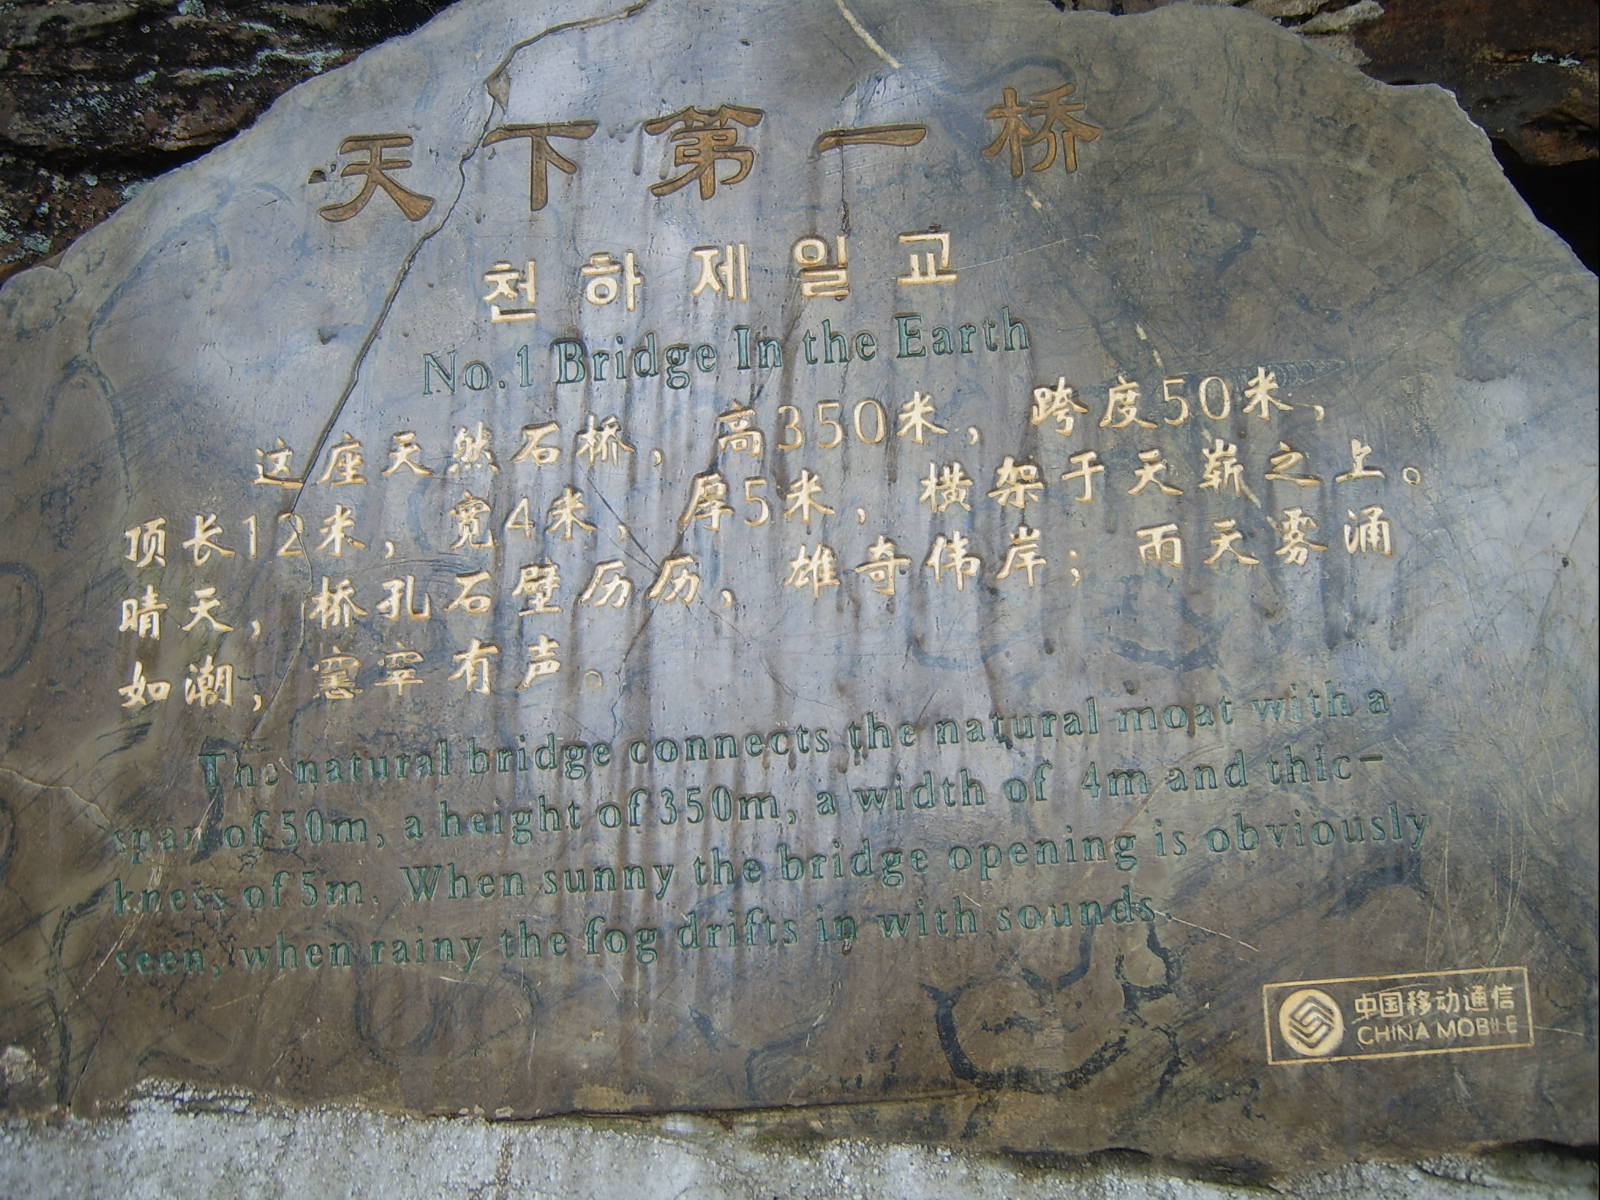 天下第一桥
천하제일교
No.1 Bridge In the Earth
这座天然石桥，高350米，跨度50米，
顶长12米，宽4米，厚5米，横架于天崭之上。
晴天，桥孔石壁历历，雄奇伟岸；雨天雾涌
如潮，窸窣有声。
The natural bridge connects the natural moat with a
span of 50m, a height of 350m, a width of 4m and thic-
kness of 5m. When sunny the bridge opening is obviously
seen, when rainy the fog drifts in with sounds.
中国移动通信
CHINA MOBILE